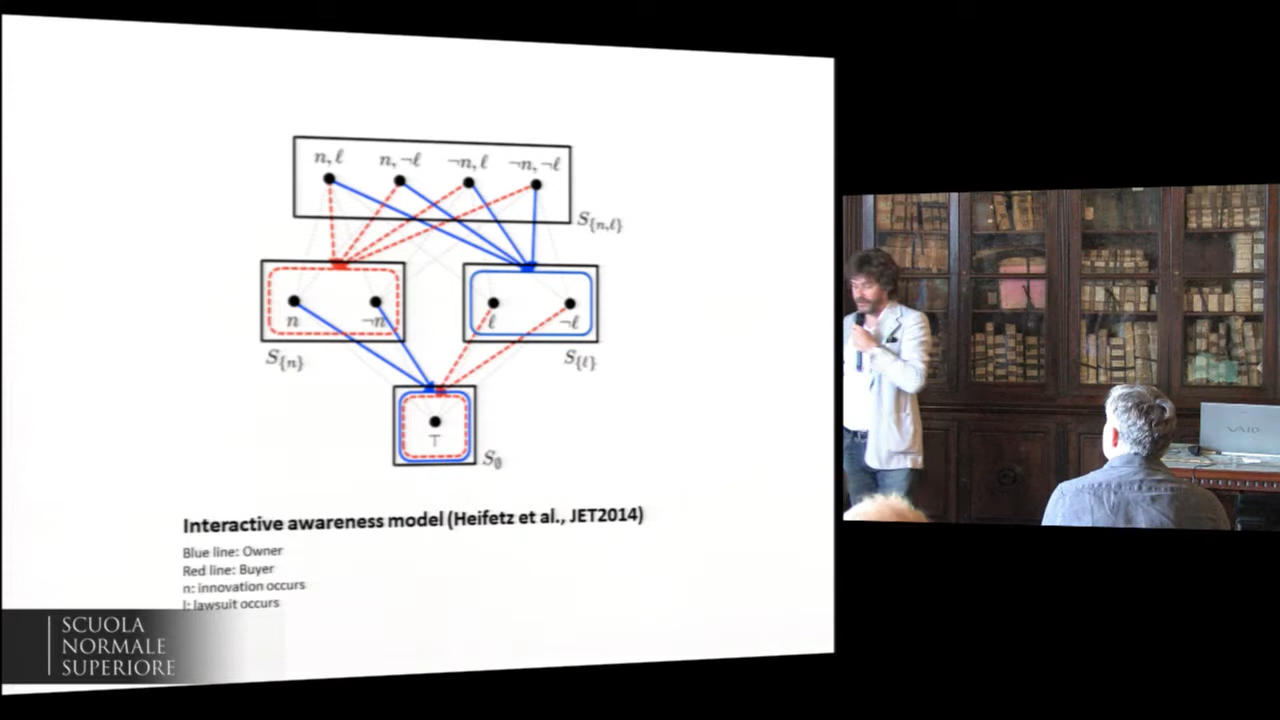 n, ℓ n, ¬ℓ ¬n, ℓ ¬n, ¬ℓ
S{n,ℓ}
n ¬n ℓ ¬ℓ
S{n} S{ℓ}
⊤
S∅
Interactive awareness model (Heifetz et al., JET2014)
Blue line: Owner
Red line: Buyer
n: innovation occurs
l: lawsuit occurs
SCUOLA
NORMALE
SUPERIORE
VAIO